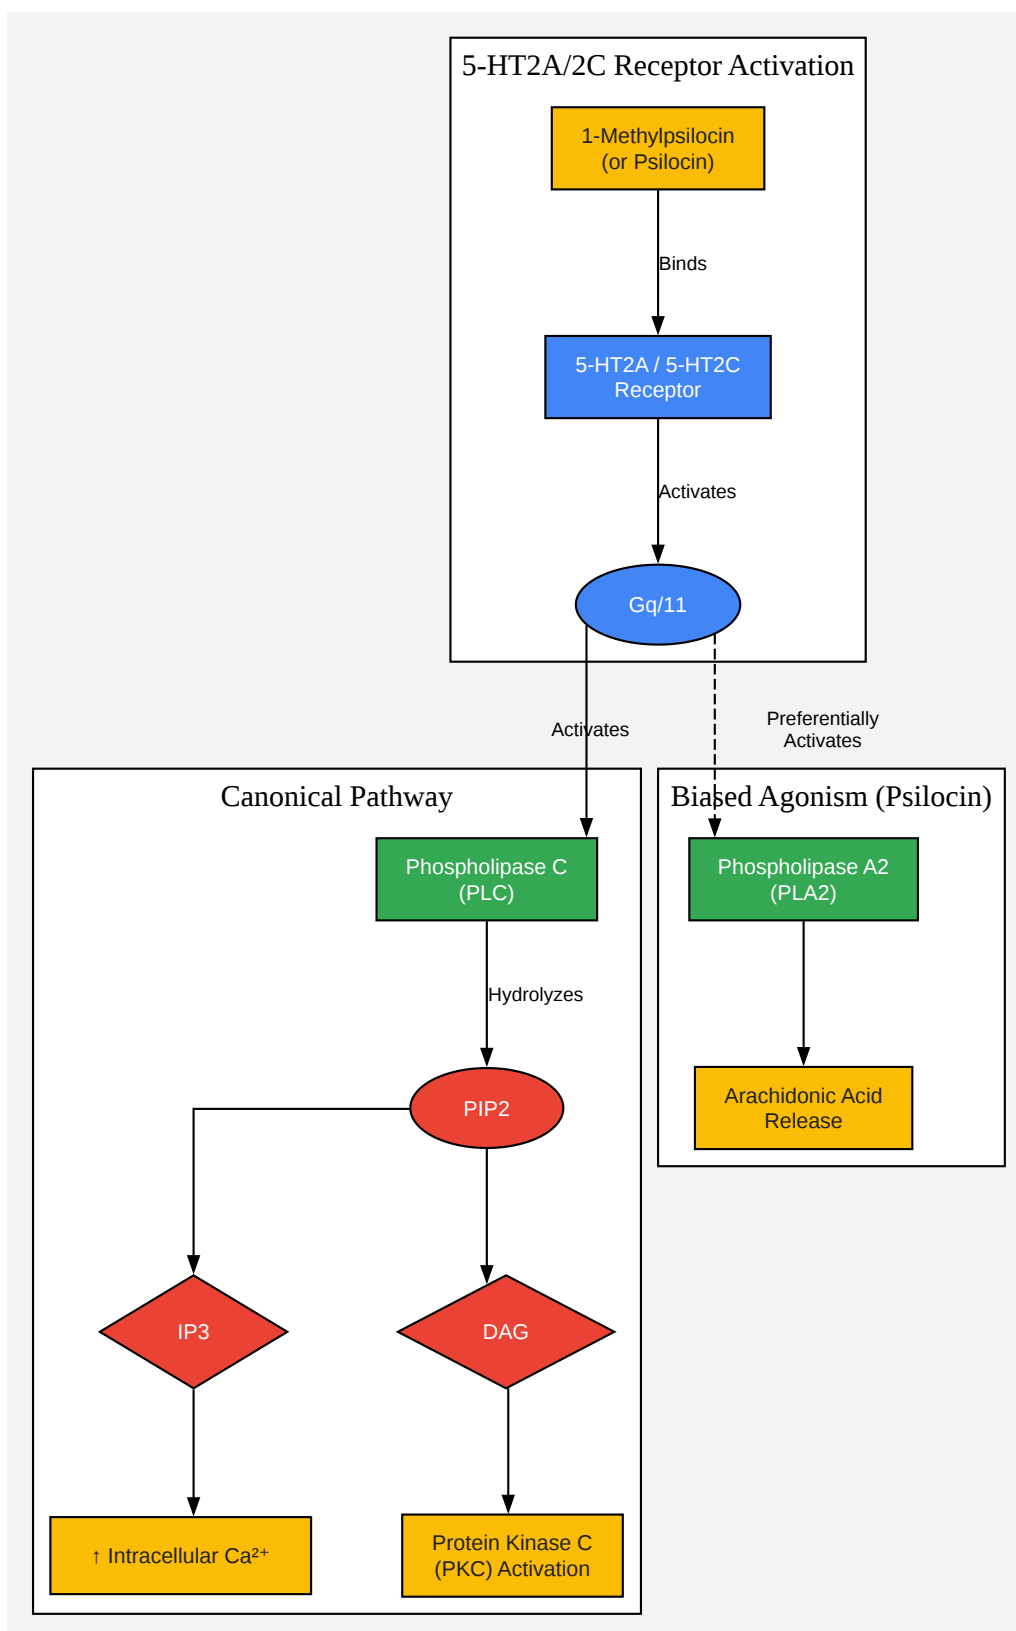 5-HT2A/2C Receptor Activation
1-Methylpsilocin
(or Psilocin)
Binds
5-HT2A / 5-HT2C
Receptor
Activates
Gq/11
Activates
Preferentially
Activates
Canonical Pathway
Biased Agonism (Psilocin)
Phospholipase C
(PLC)
Phospholipase A2
(PLA2)
Hydrolyzes
PIP2
Arachidonic Acid
Release
IP3
DAG
↑ Intracellular Ca²⁺
Protein Kinase C
(PKC) Activation